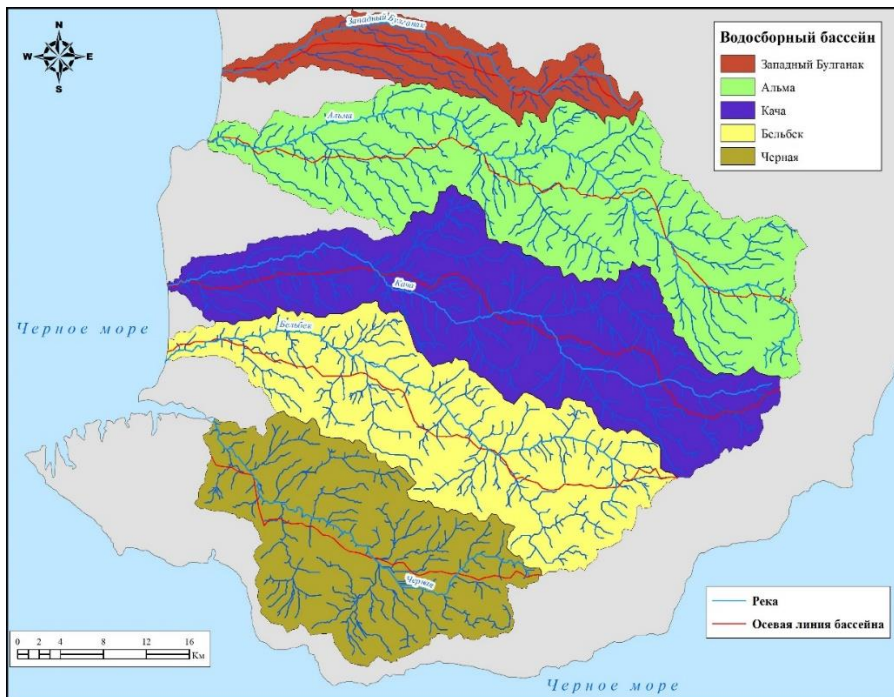 N
W E
S
Западный Булганак
Водосборный бассейн
Западный Булганак
Альма
Кача
Бельбек
Черная
Альма
Кача
Черное море
Бельбек
Черная
Река
Осевая линия бассейна
0 2 4 8 12 16
Км
Черное море